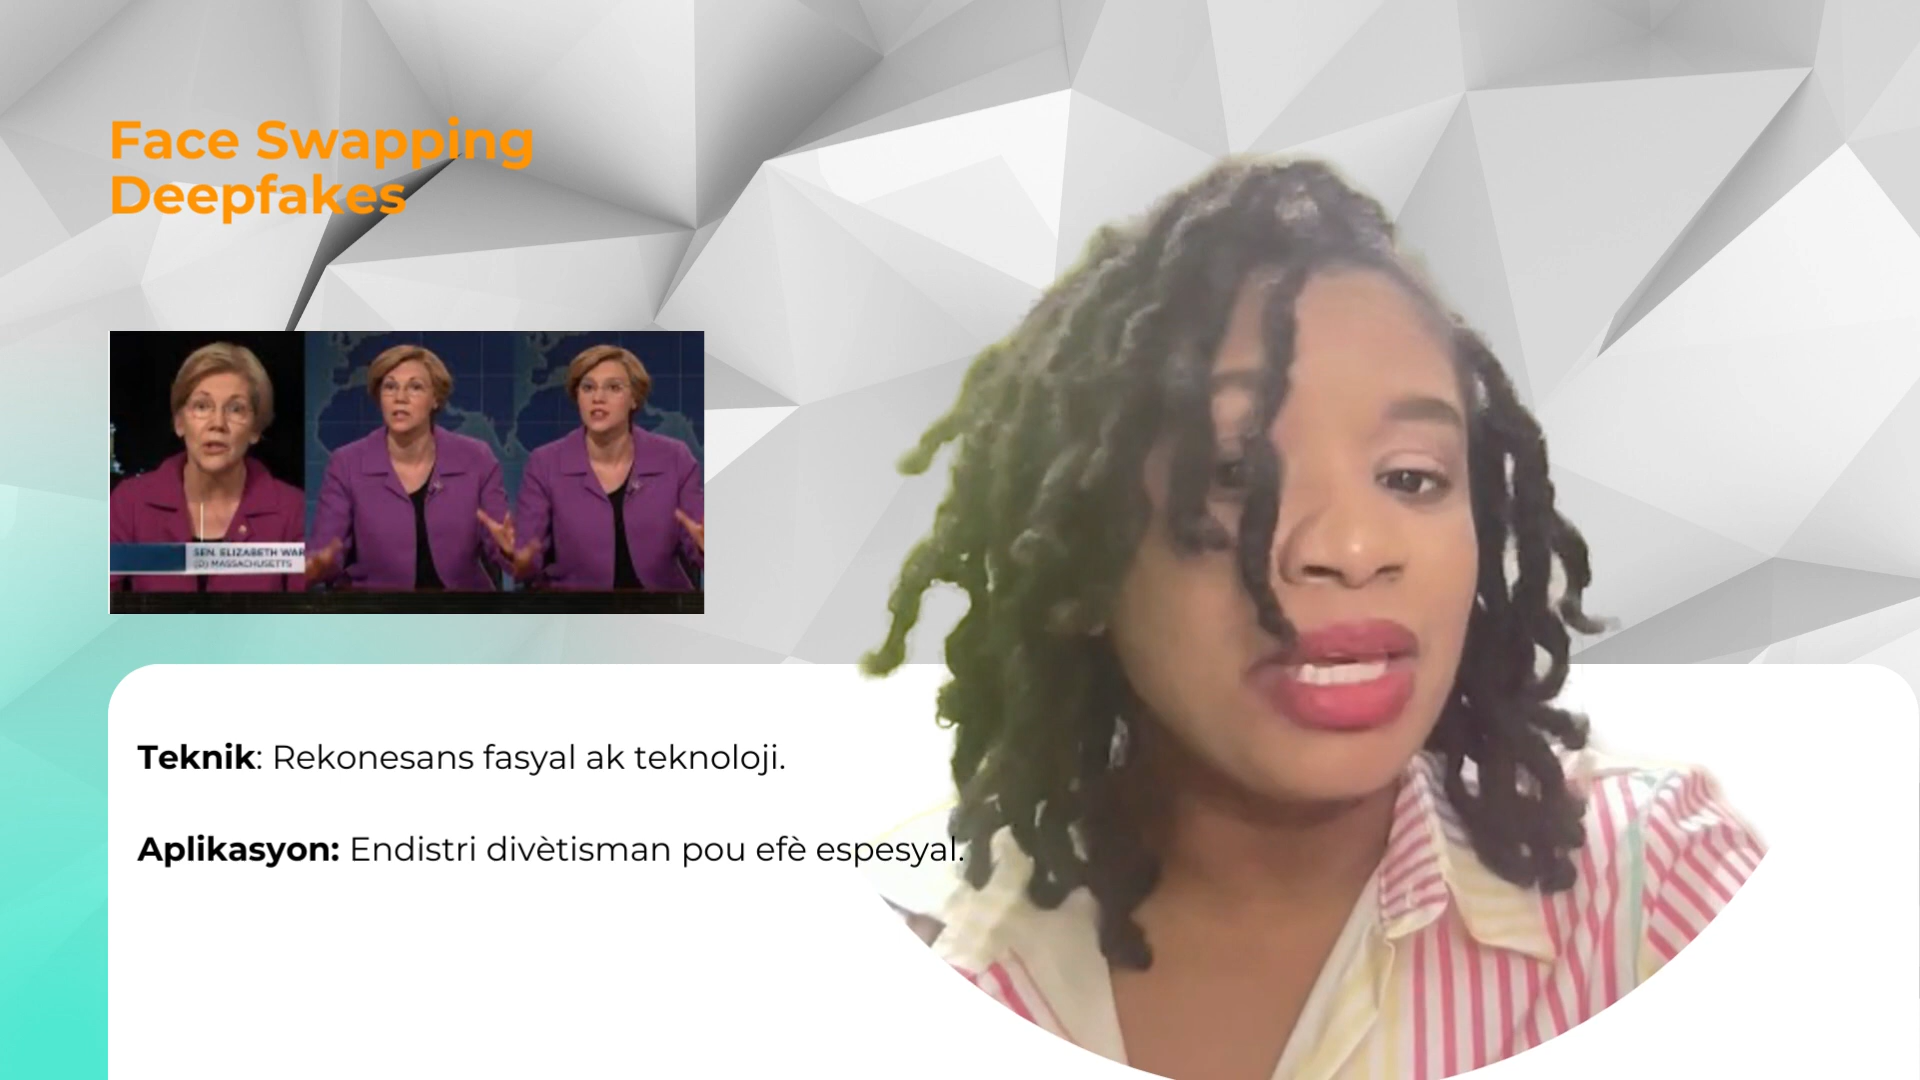 Face Swapping
Deepfakes
SEN. ELIZABETH WAR
(D) MASSACHUSETTS
Teknik: Rekonesans fasyal ak teknoloji.
Aplikasyon: Endistri divètisman pou efè espesyal.